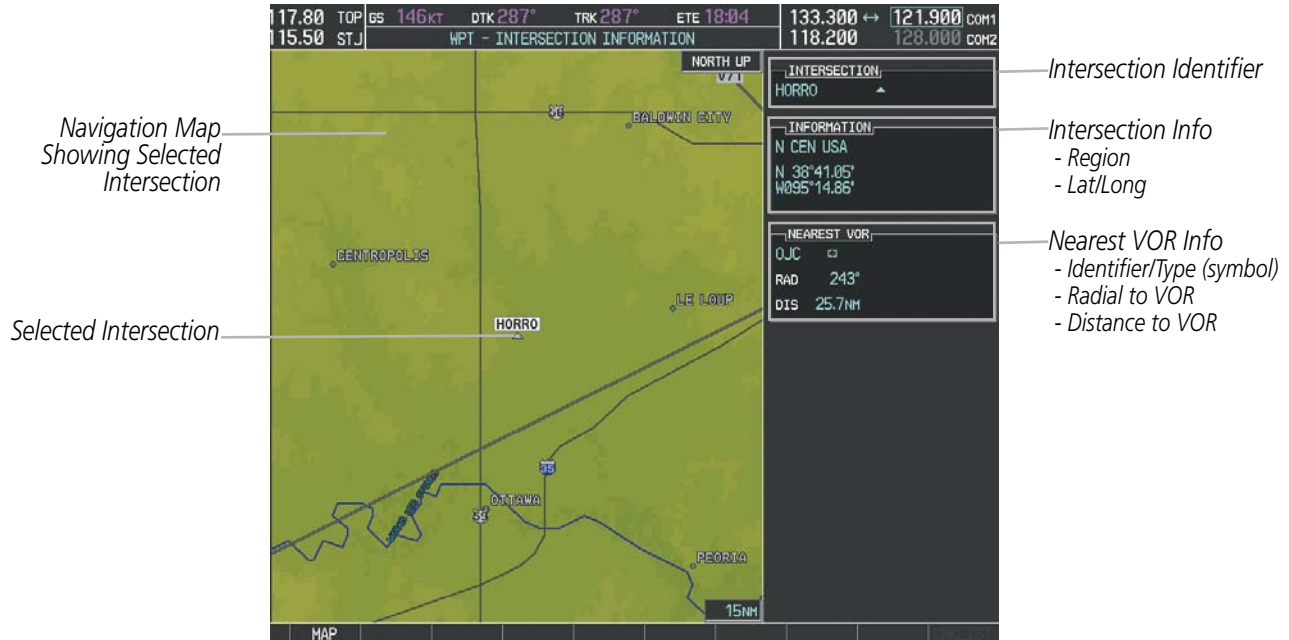 117.80 TOP GS 146KT DTK 287° TRK 287° ETE 18:04 133.300 ↔ 121.900 COM1
115.50 STJ WPT - INTERSECTION INFORMATION 118.200 128.000 COM2
NORTH UP
V71
BALDWIN CITY
CENTROPOLIS
LE LOUP
HORRO
35
OTTAWA
PEORIA
15NM
MAP
INTERSECTION
HORRO
INFORMATION
N CEN USA
N 38°41.05'
W095°14.86'
NEAREST VOR
OJC
RAD 243°
DIS 25.7NM
Navigation Map
Showing Selected
Intersection
Selected Intersection
Intersection Identifier
Intersection Info
- Region
- Lat/Long
Nearest VOR Info
- Identifier/Type (symbol)
- Radial to VOR
- Distance to VOR